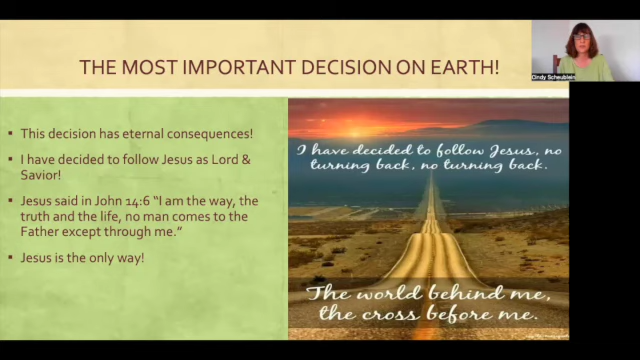 THE MOST IMPORTANT DECISION ON EARTH!
Cindy Scheublein
This decision has eternal consequences!
I have decided to follow Jesus as Lord &
Savior!
Jesus said in John 14:6 "I am the way, the
truth and the life, no man comes to the
Father except through me."
Jesus is the only way!
I have decided to follow Jesus, no
turning back, no turning back.
The world behind me,
the cross before me.